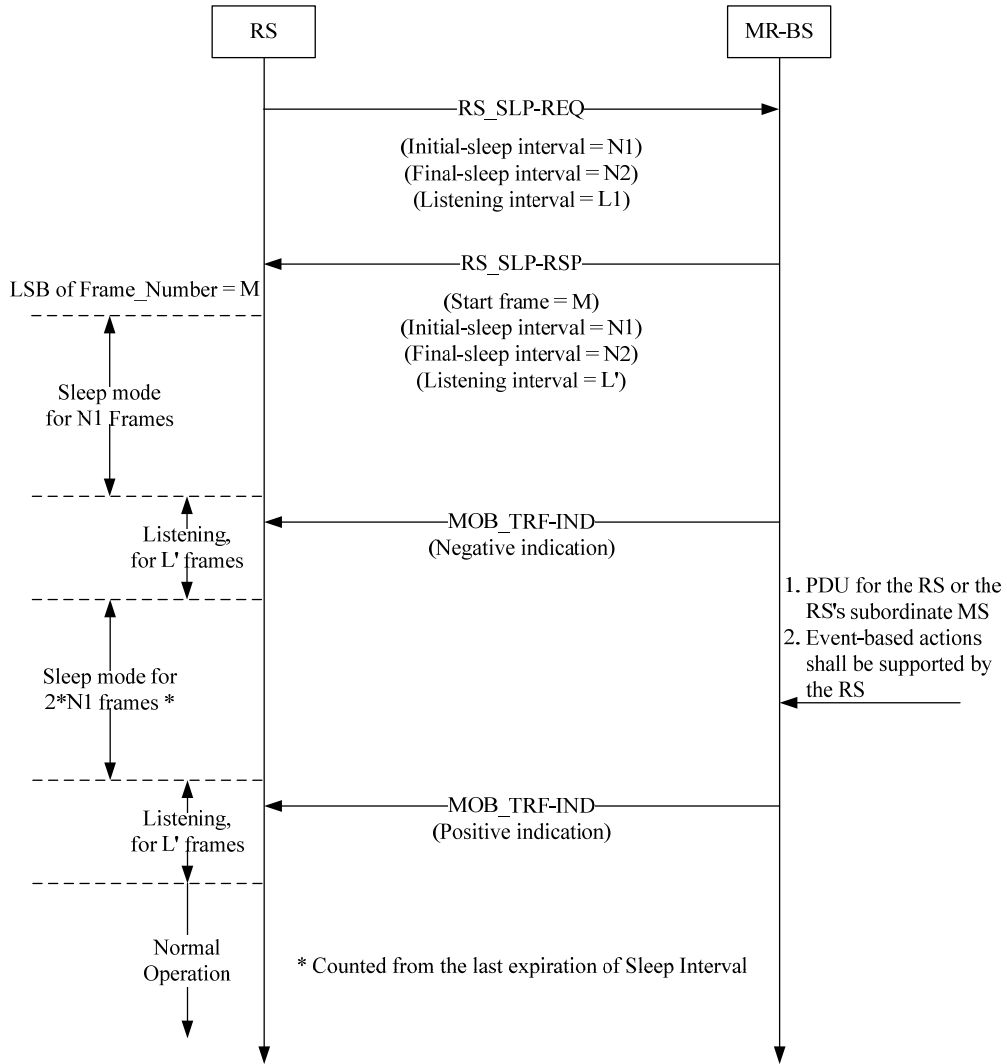 RS
MR-BS
RS_SLP-REQ
(Initial-sleep interval = N1)
(Final-sleep interval = N2)
(Listening interval = L1)
RS_SLP-RSP
LSB of Frame_Number = M
(Start frame = M)
(Initial-sleep interval = N1)
(Final-sleep interval = N2)
(Listening interval = L')
Sleep mode
for N1 Frames
MOB_TRF-IND
(Negative indication)
Listening,
for L' frames
1. PDU for the RS or the
RS's subordinate MS
2. Event-based actions
shall be supported by
the RS
Sleep mode for
2*N1 frames *
MOB_TRF-IND
(Positive indication)
Listening,
for L' frames
Normal
Operation
* Counted from the last expiration of Sleep Interval